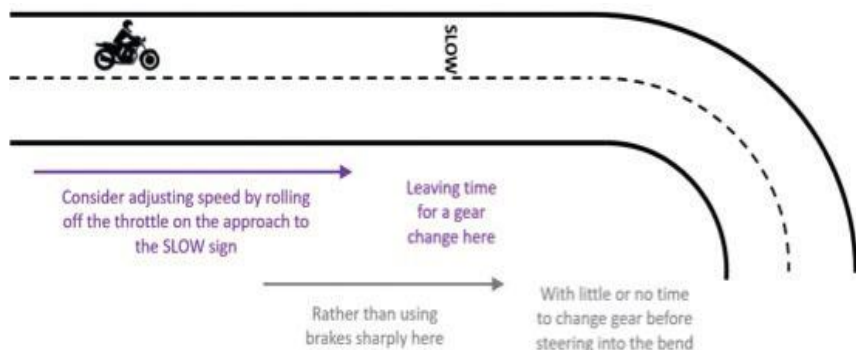 SLOW
Consider adjusting speed by rolling
off the throttle on the approach to
the SLOW sign
Leaving time
for a gear
change here
Rather than using
brakes sharply here
With little or no time
to change gear before
steering into the bend